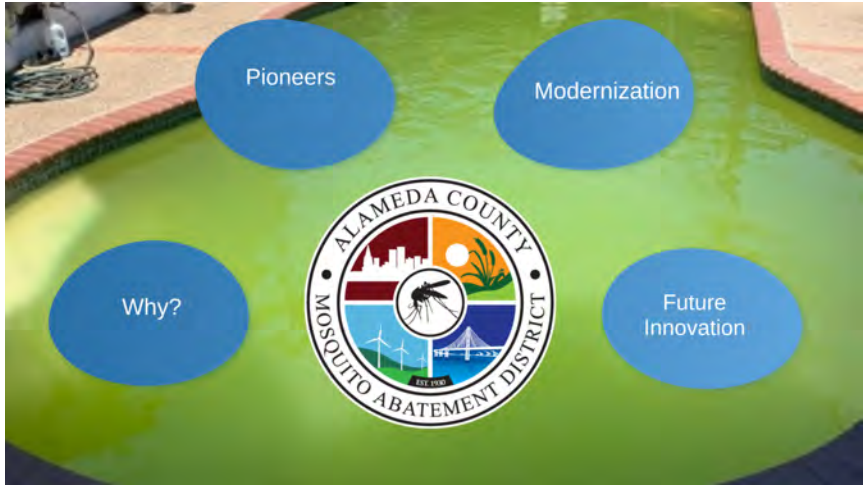 Pioneers
Modernization
ALAMEDA COUNTY
Why?
Future
Innovation
EST. 1930
MOSQUITO ABATEMENT DISTRICT